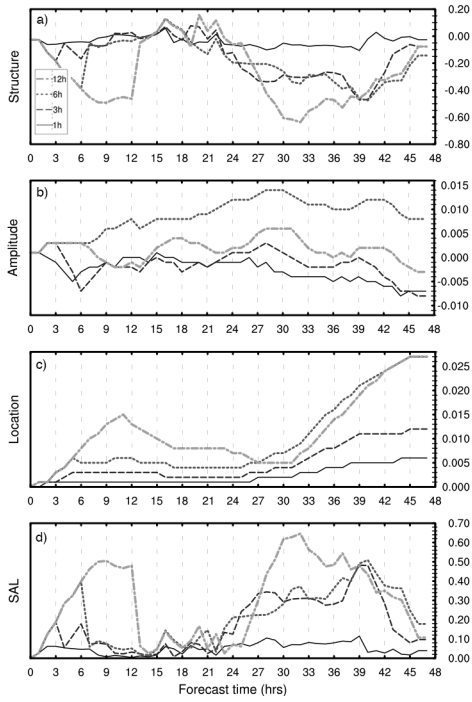 a)
Structure
12h
6h
3h
1h
0.20
0.00
-0.20
-0.40
-0.60
-0.80
0 3 6 9 12 15 18 21 24 27 30 33 36 39 42 45 48
b)
Amplitude
0.015
0.010
0.005
0.000
-0.005
-0.010
0 3 6 9 12 15 18 21 24 27 30 33 36 39 42 45 48
c)
Location
0.025
0.020
0.015
0.010
0.005
0.000
0 3 6 9 12 15 18 21 24 27 30 33 36 39 42 45 48
d)
SAL
0.70
0.60
0.50
0.40
0.30
0.20
0.10
0.00
0 3 6 9 12 15 18 21 24 27 30 33 36 39 42 45 48
Forecast time (hrs)